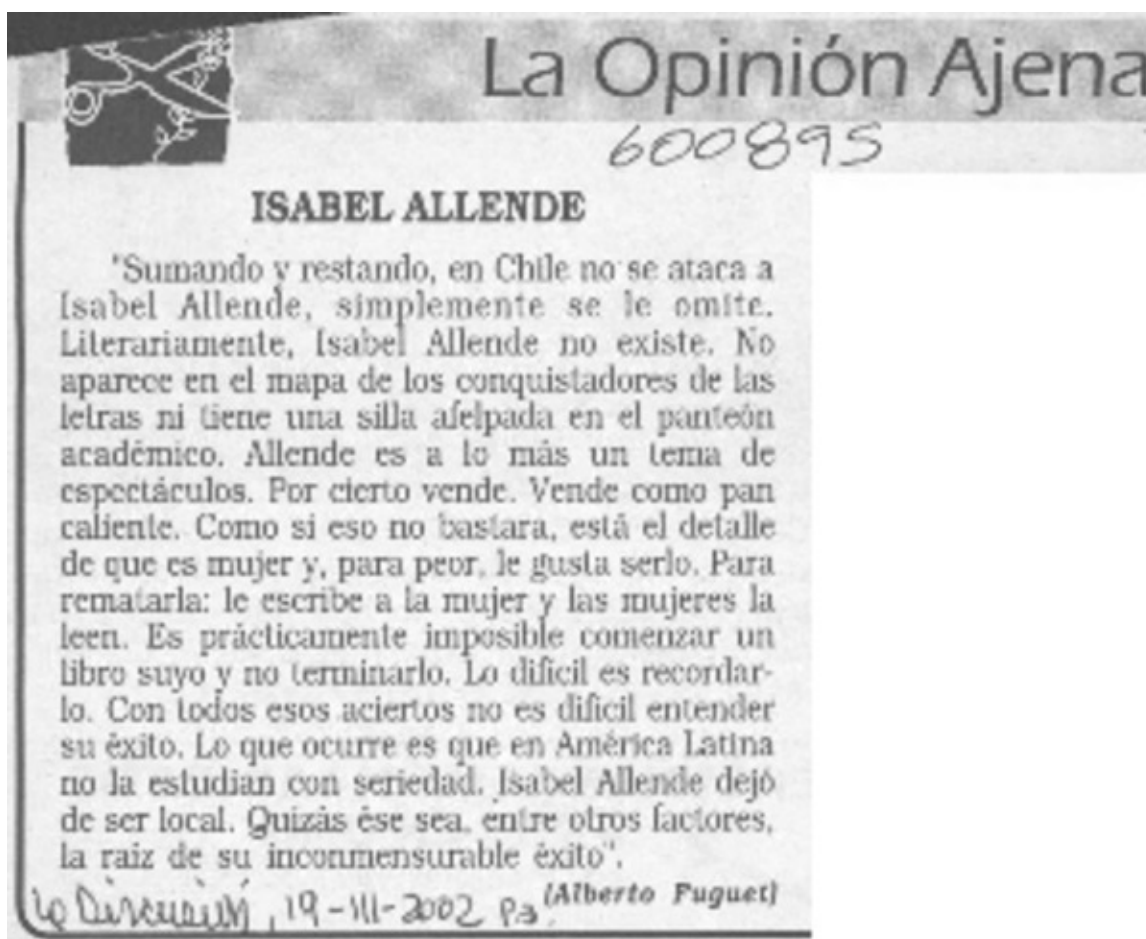 La Opinión Ajena
600895
ISABEL ALLENDE
"Sumando y restando, en Chile no se ataca a
Isabel Allende, simplemente se le omite.
Literariamente, Isabel Allende no existe. No
aparece en el mapa de los conquistadores de las
letras ni tiene una silla afelpada en el panteón
académico. Allende es a lo más un tema de
espectáculos. Por cierto vende. Vende como pan
caliente. Como si eso no bastara, está el detalle
de que es mujer y, para peor, le gusta serlo. Para
rematarla: le escribe a la mujer y las mujeres la
leen. Es prácticamente imposible comenzar un
libro suyo y no terminarlo. Lo difícil es recordar-
lo. Con todos esos aciertos no es difícil entender
su éxito. Lo que ocurre es que en América Latina
no la estudian con seriedad. Isabel Allende dejó
de ser local. Quizás ése sea, entre otros factores,
la raíz de su inconmensurable éxito".
(Alberto Fuguet)
La Discusión, 19-III-2002